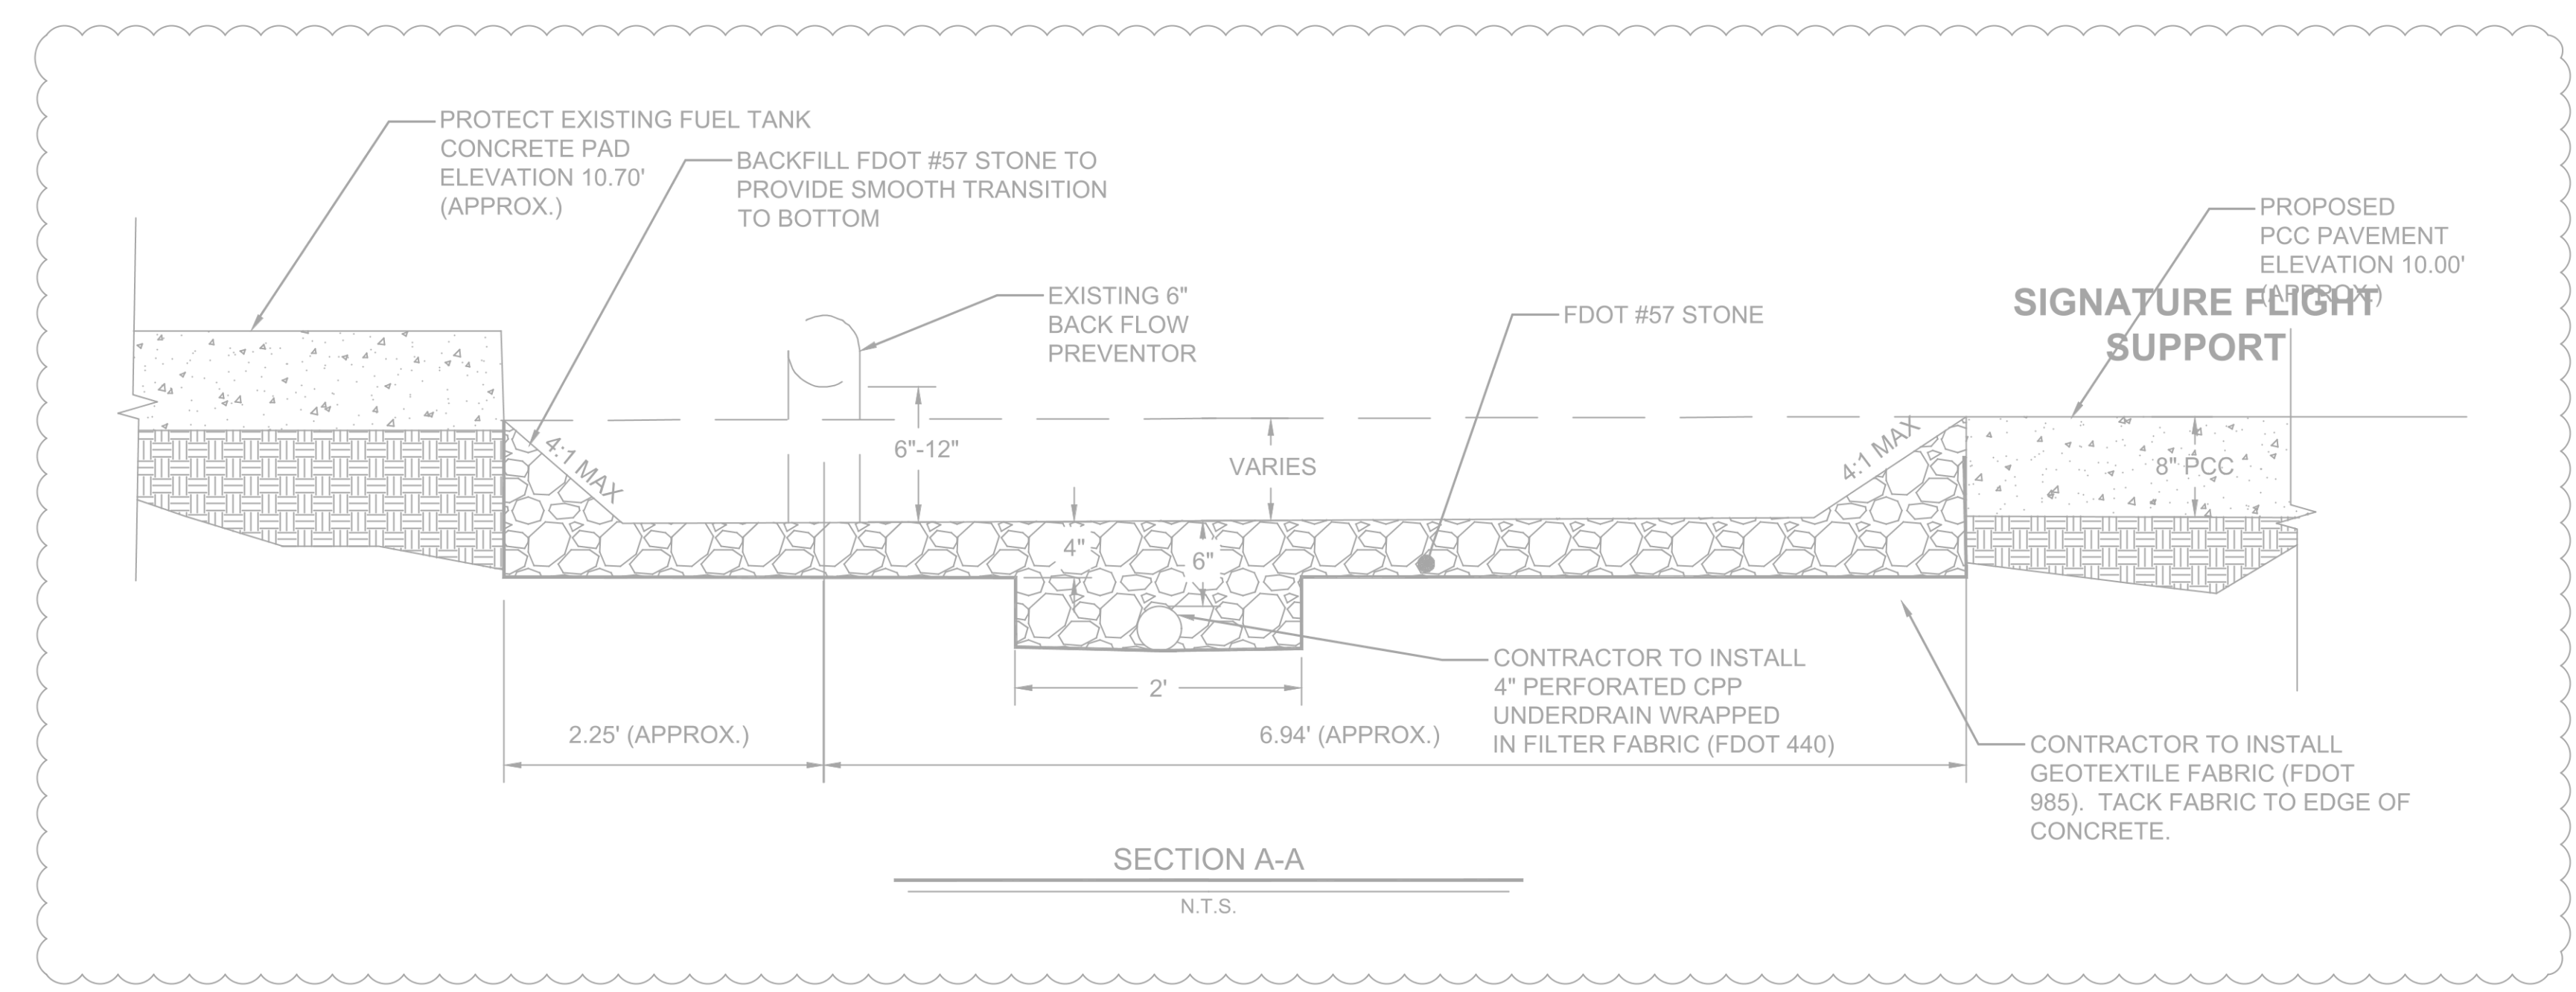 PROTECT EXISTING FUEL TANK
CONCRETE PAD
ELEVATION 10.70'
(APPROX.)
BACKFILL FDOT #57 STONE TO
PROVIDE SMOOTH TRANSITION
TO BOTTOM
EXISTING 6"
BACK FLOW
PREVENTOR
FDOT #57 STONE
PROPOSED
PCC PAVEMENT
ELEVATION 10.00'
(APPROX.)
SIGNATURE FLIGHT
SUPPORT
4:1 MAX
6"-12"
VARIES
4:1 MAX
8" PCC
4"
6"
2'
CONTRACTOR TO INSTALL
4" PERFORATED CPP
UNDERDRAIN WRAPPED
IN FILTER FABRIC (FDOT 440)
2.25' (APPROX.)
6.94' (APPROX.)
CONTRACTOR TO INSTALL
GEOTEXTILE FABRIC (FDOT
985). TACK FABRIC TO EDGE OF
CONCRETE.
SECTION A-A
N.T.S.